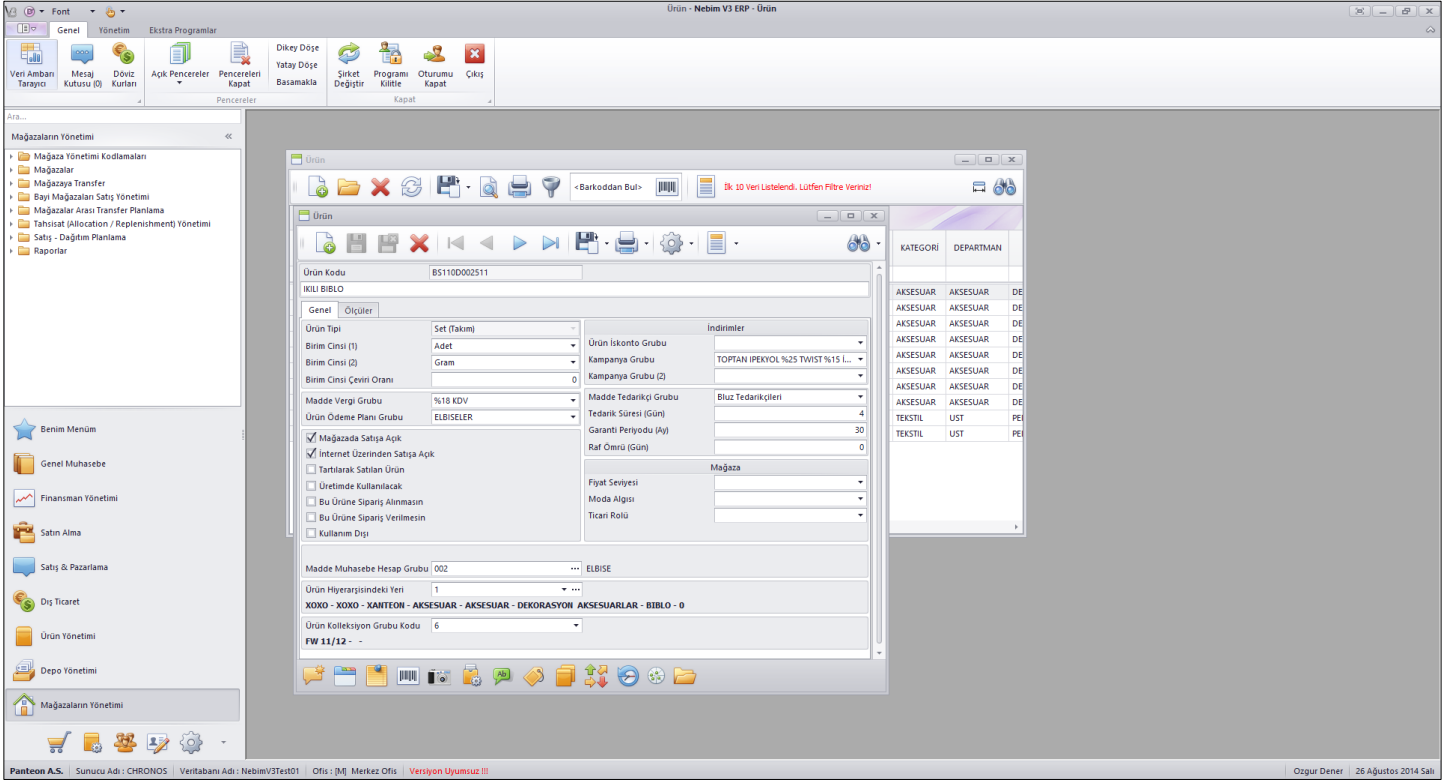 Font
Ürün - Nebim V3 ERP - Ürün
Genel Yönetim Ekstra Programlar
Veri Ambarı Tarayıcı
Mesaj Kutusu (0)
Döviz Kurları
Açık Pencereler
Pencereleri Kapat
Dikey Döşe
Yatay Döşe
Basamakla
Şirket Değiştir
Programı Kilitle
Oturumu Kapat
Çıkış
Pencereler
Kapat
Ara...
Mağazaların Yönetimi
Mağaza Yönetimi Kodlamaları
Mağazalar
Mağazaya Transfer
Bayi Mağazaları Satış Yönetimi
Mağazalar Arası Transfer Planlama
Tahsisat (Allocation / Replenishment) Yönetimi
Satış - Dağıtım Planlama
Raporlar
Benim Menüm
Genel Muhasebe
Finansman Yönetimi
Satın Alma
Satış & Pazarlama
Dış Ticaret
Ürün Yönetimi
Depo Yönetimi
Mağazaların Yönetimi
Ürün
<Barkoddan Bul>
İlk 10 Veri Listelendi. Lütfen Filtre Veriniz!
KATEGORİ DEPARTMAN
AKSESUAR AKSESUAR DE
AKSESUAR AKSESUAR DE
AKSESUAR AKSESUAR DE
AKSESUAR AKSESUAR DE
AKSESUAR AKSESUAR DE
AKSESUAR AKSESUAR DE
AKSESUAR AKSESUAR DE
AKSESUAR AKSESUAR DE
TEKSTIL UST PE
TEKSTIL UST PE
Ürün
Ürün Kodu BS110D002511
IKILI BIBLO
Genel Ölçüler
Ürün Tipi Set (Takım)
Birim Cinsi (1) Adet
Birim Cinsi (2) Gram
Birim Cinsi Çeviri Oranı 0
Madde Vergi Grubu %18 KDV
Ürün Ödeme Planı Grubu ELBISELER
Mağazada Satışa Açık
İnternet Üzerinden Satışa Açık
Tartılarak Satılan Ürün
Üretimde Kullanılacak
Bu Ürüne Sipariş Alınmasın
Bu Ürüne Sipariş Verilmesin
Kullanım Dışı
İndirimler
Ürün İskonto Grubu
Kampanya Grubu TOPTAN IPEKYOL %25 TWIST %15 İ...
Kampanya Grubu (2)
Madde Tedarikçi Grubu Bluz Tedarikçileri
Tedarik Süresi (Gün) 4
Garanti Periyodu (Ay) 30
Raf Ömrü (Gün) 0
Mağaza
Fiyat Seviyesi
Moda Algısı
Ticari Rolü
Madde Muhasebe Hesap Grubu 002 ... ELBISE
Ürün Hiyerarşisindeki Yeri 1 ...
XOXO - XOXO - XANTEON - AKSESUAR - AKSESUAR - DEKORASYON AKSESUARLAR - BIBLO - 0
Ürün Kolleksiyon Grubu Kodu 6
FW 11/12 - -
Ab
Panteon A.S. Sunucu Adı : CHRONOS Veritabanı Adı : NebimV3Test01 Ofis : [M] Merkez Ofis Versiyon Uyumsuz !!! Ozgur Dener 26 Ağustos 2014 Salı